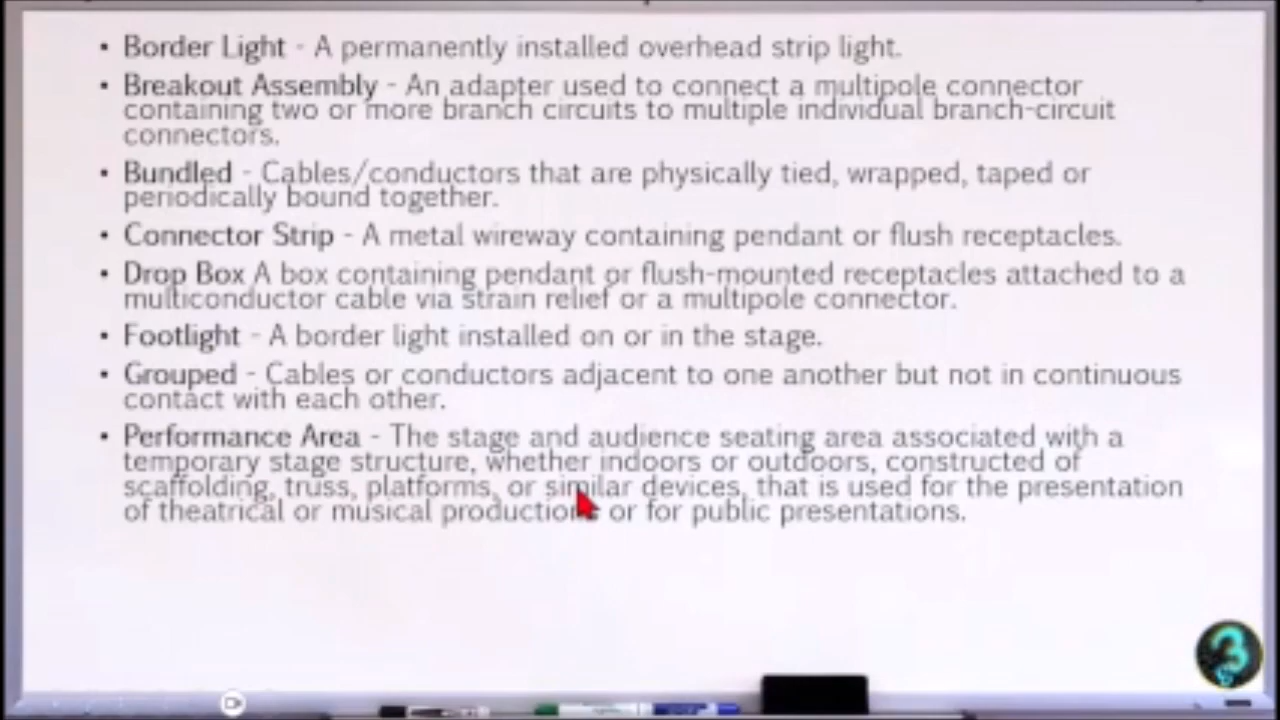 • Border Light - A permanently installed overhead strip light.
• Breakout Assembly - An adapter used to connect a multipole connector
containing two or more branch circuits to multiple individual branch-circuit
connectors.
• Bundled - Cables/conductors that are physically tied, wrapped, taped or
periodically bound together.
• Connector Strip - A metal wireway containing pendant or flush receptacles.
• Drop Box A box containing pendant or flush-mounted receptacles attached to a
multiconductor cable via strain relief or a multipole connector.
• Footlight - A border light installed on or in the stage.
• Grouped - Cables or conductors adjacent to one another but not in continuous
contact with each other.
• Performance Area - The stage and audience seating area associated with a
temporary stage structure, whether indoors or outdoors, constructed of
scaffolding, truss, platforms, or similar devices, that is used for the presentation
of theatrical or musical productions or for public presentations.
3